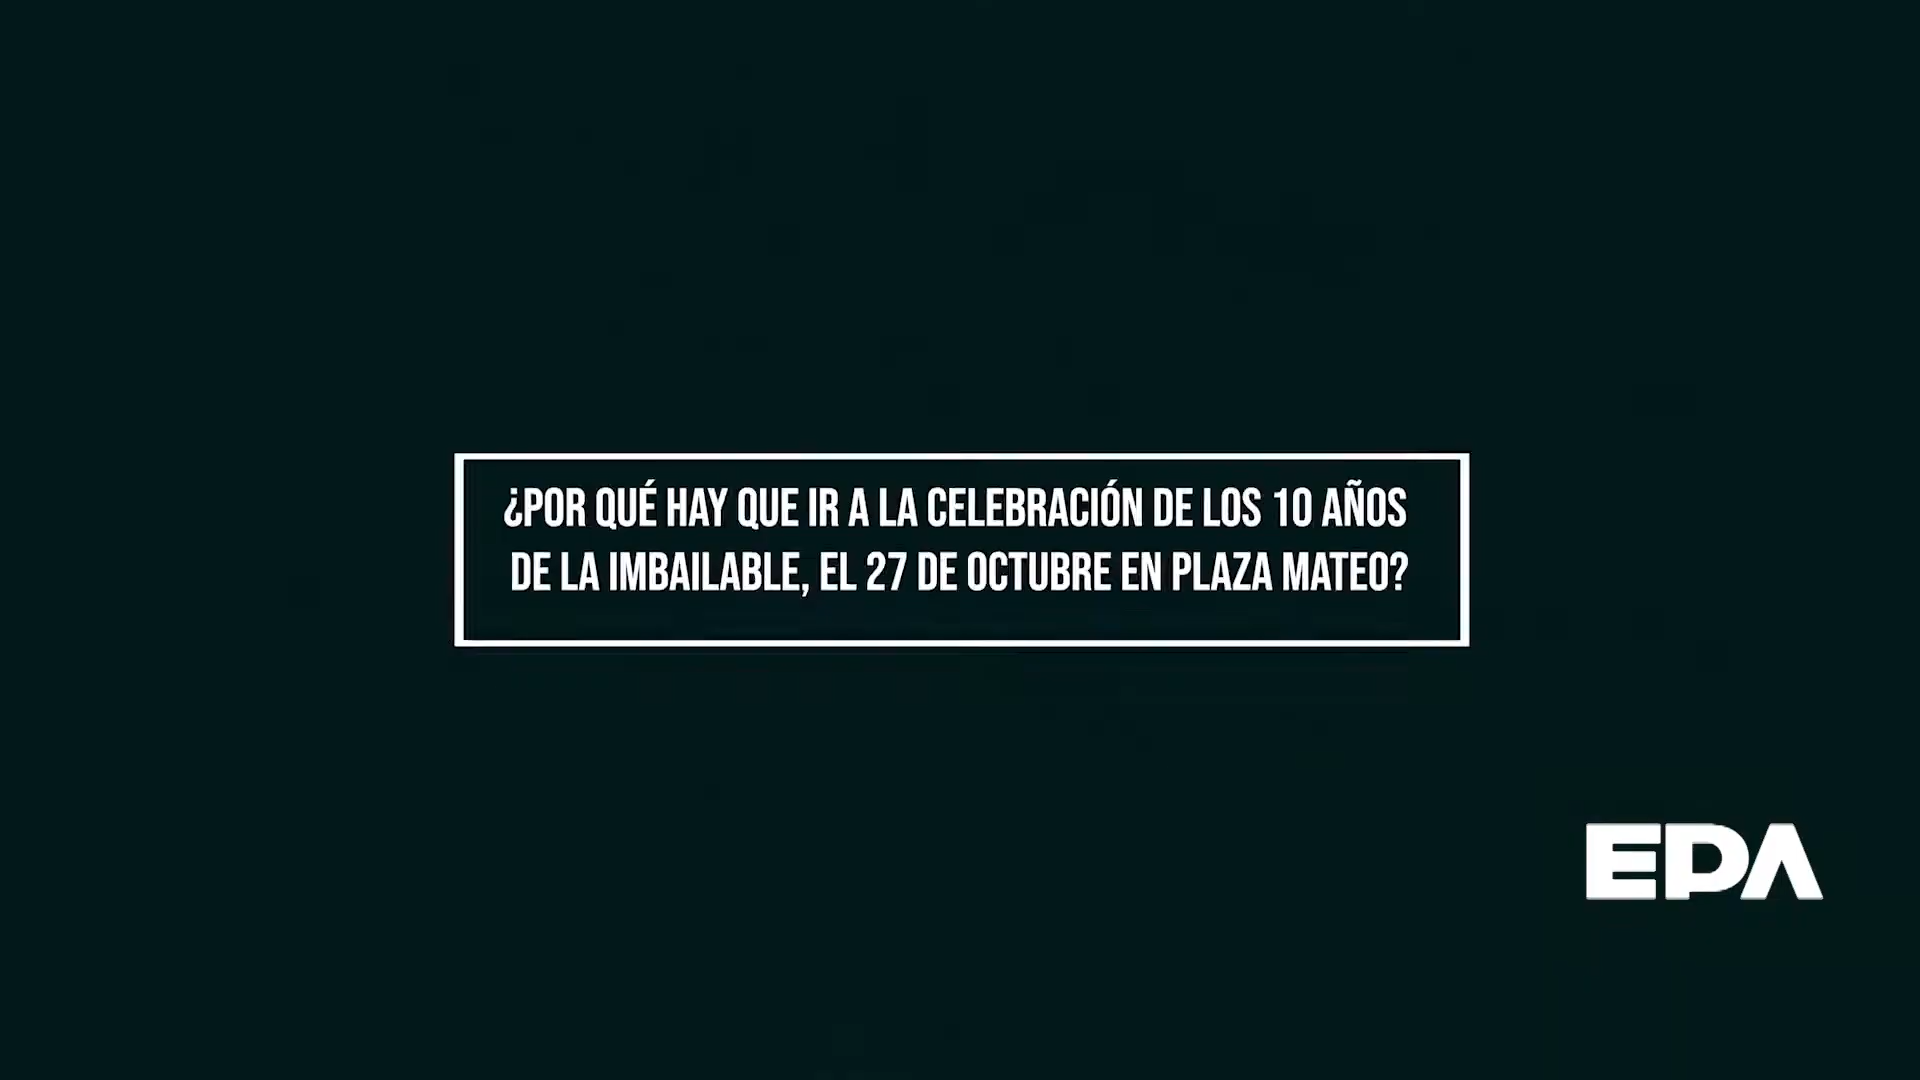 ¿POR QUÉ HAY QUE IR A LA CELEBRACIÓN DE LOS 10 AÑOS
DE LA IMBAILABLE, EL 27 DE OCTUBRE EN PLAZA MATEO?
EPA